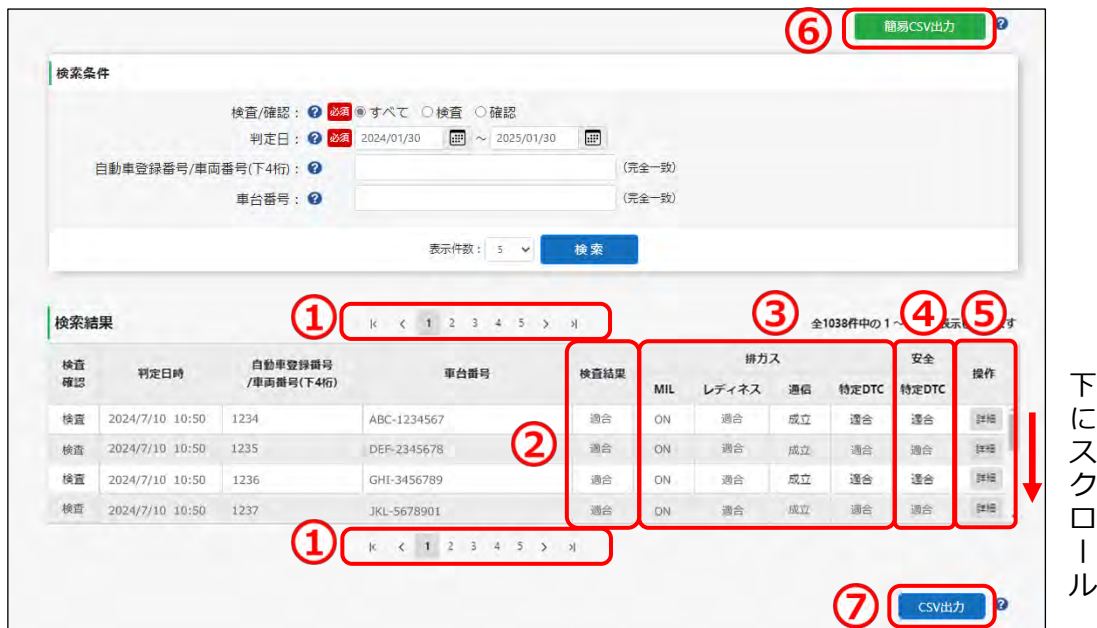 ⑥ 簡易CSV出力 ?
検索条件
検査/確認： ? 必須 すべて 検査 確認
判定日： ? 必須 2024/01/30 ～ 2025/01/30
自動車登録番号/車両番号(下4桁)： ? (完全一致)
車台番号： ? (完全一致)
表示件数： 5 検索
検索結果 ① |< < 1 2 3 4 5 > >| ③ ④ ⑤ 全1038件中の 1 ～ 表示 す
検査確認 判定日時 自動車登録番号/車両番号(下4桁) 車台番号 検査結果 排ガス 安全 操作
MIL レディネス 通信 特定DTC 特定DTC
検査 2024/7/10 10:50 1234 ABC-1234567 適合 ON 適合 成立 適合 適合 詳細
検査 2024/7/10 10:50 1235 DEF-2345678 ② 適合 ON 適合 成立 適合 適合 詳細
検査 2024/7/10 10:50 1236 GHI-3456789 適合 ON 適合 成立 適合 適合 詳細
検査 2024/7/10 10:50 1237 JKL-5678901 適合 ON 適合 成立 適合 適合 詳細
① |< < 1 2 3 4 5 > >|
⑦ CSV出力 ?
下にスクロール